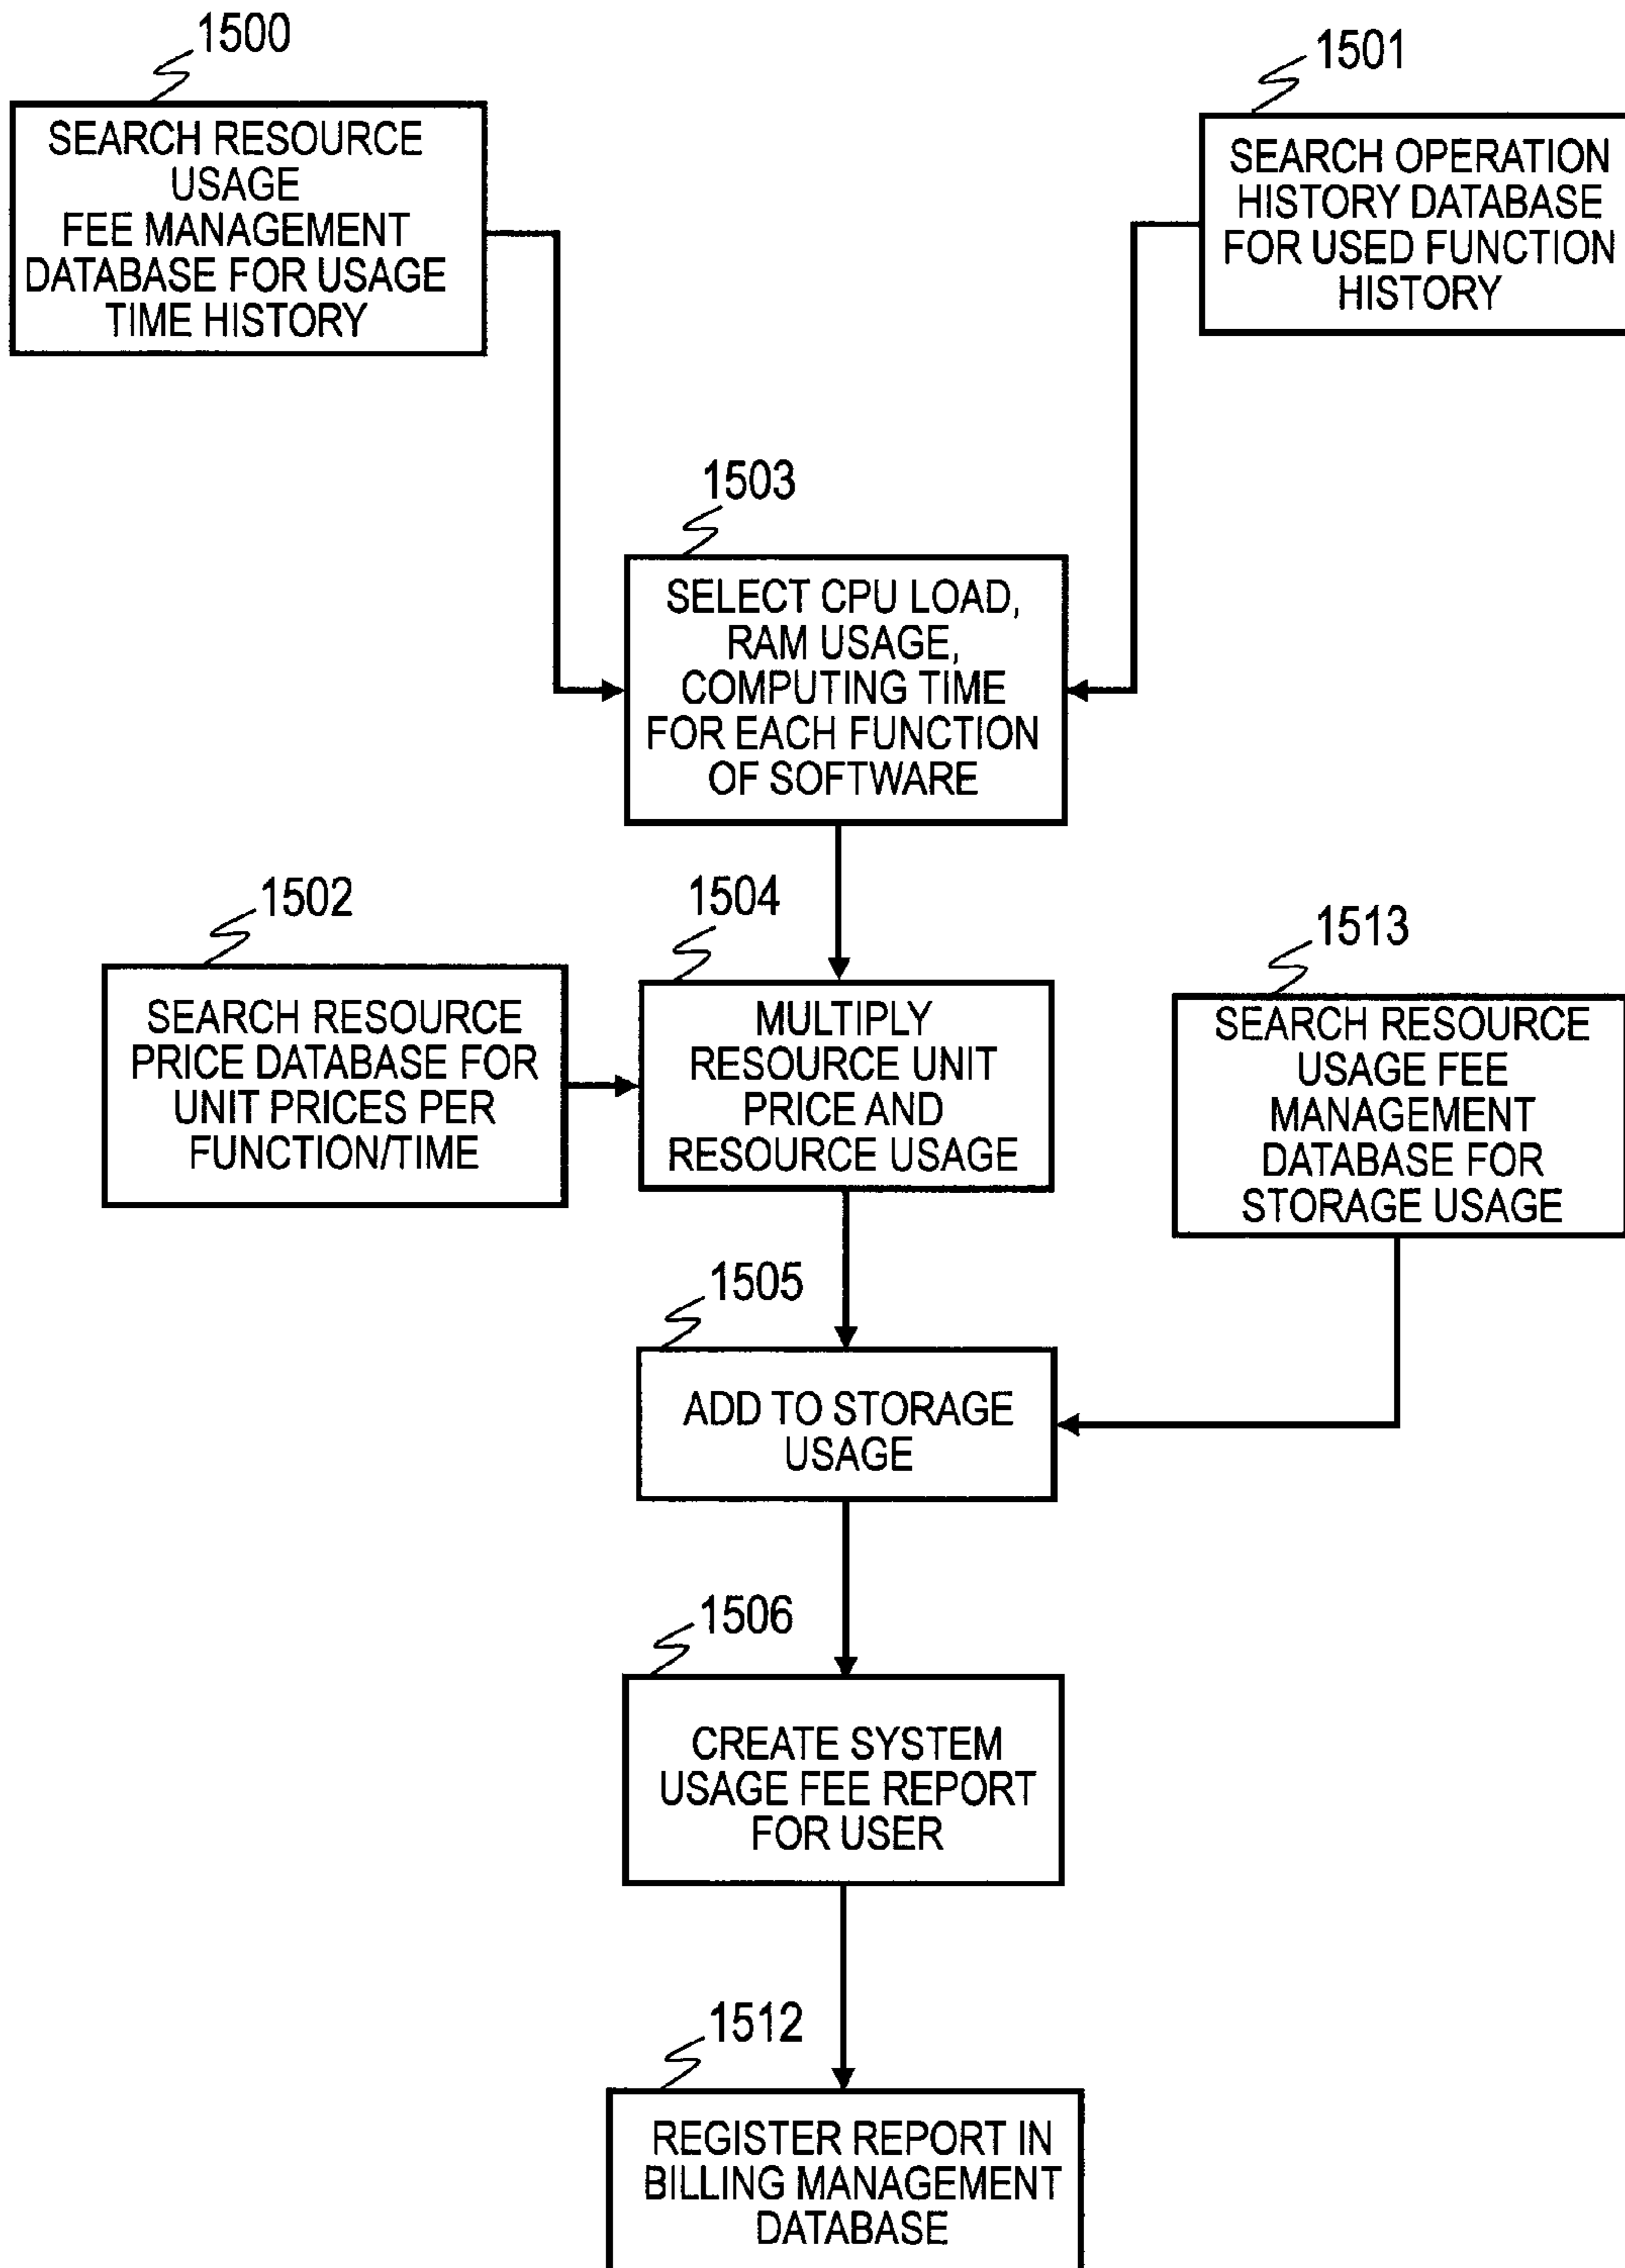 1500
SEARCH RESOURCE
USAGE
FEE MANAGEMENT
DATABASE FOR USAGE
TIME HISTORY
1501
SEARCH OPERATION
HISTORY DATABASE
FOR USED FUNCTION
HISTORY
1503
SELECT CPU LOAD,
RAM USAGE,
COMPUTING TIME
FOR EACH FUNCTION
OF SOFTWARE
1502
SEARCH RESOURCE
PRICE DATABASE FOR
UNIT PRICES PER
FUNCTION/TIME
1504
MULTIPLY
RESOURCE UNIT
PRICE AND
RESOURCE USAGE
1513
SEARCH RESOURCE
USAGE FEE
MANAGEMENT
DATABASE FOR
STORAGE USAGE
1505
ADD TO STORAGE
USAGE
1506
CREATE SYSTEM
USAGE FEE REPORT
FOR USER
1512
REGISTER REPORT IN
BILLING MANAGEMENT
DATABASE